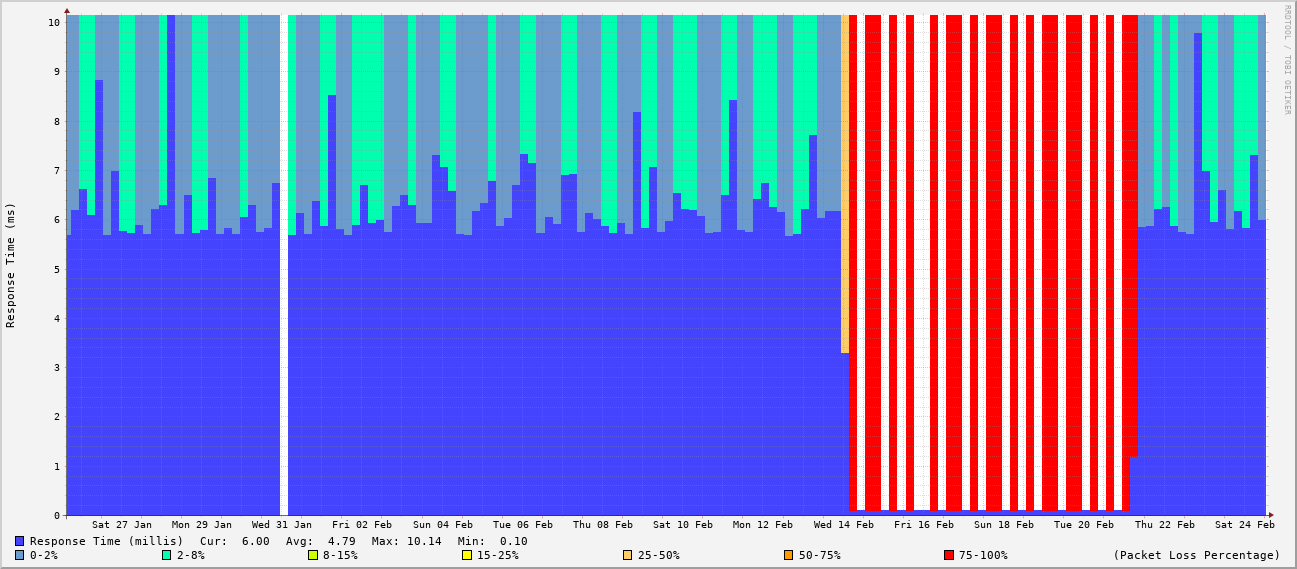 RRDTOOL / TOBI OETIKER
Response Time (ms)
10
9
8
7
6
5
4
3
2
1
0
Sat 27 Jan Mon 29 Jan Wed 31 Jan Fri 02 Feb Sun 04 Feb Tue 06 Feb Thu 08 Feb Sat 10 Feb Mon 12 Feb Wed 14 Feb Fri 16 Feb Sun 18 Feb Tue 20 Feb Thu 22 Feb Sat 24 Feb
Response Time (millis) Cur: 6.00 Avg: 4.79 Max: 10.14 Min: 0.10
0-2% 2-8% 8-15% 15-25% 25-50% 50-75% 75-100% (Packet Loss Percentage)